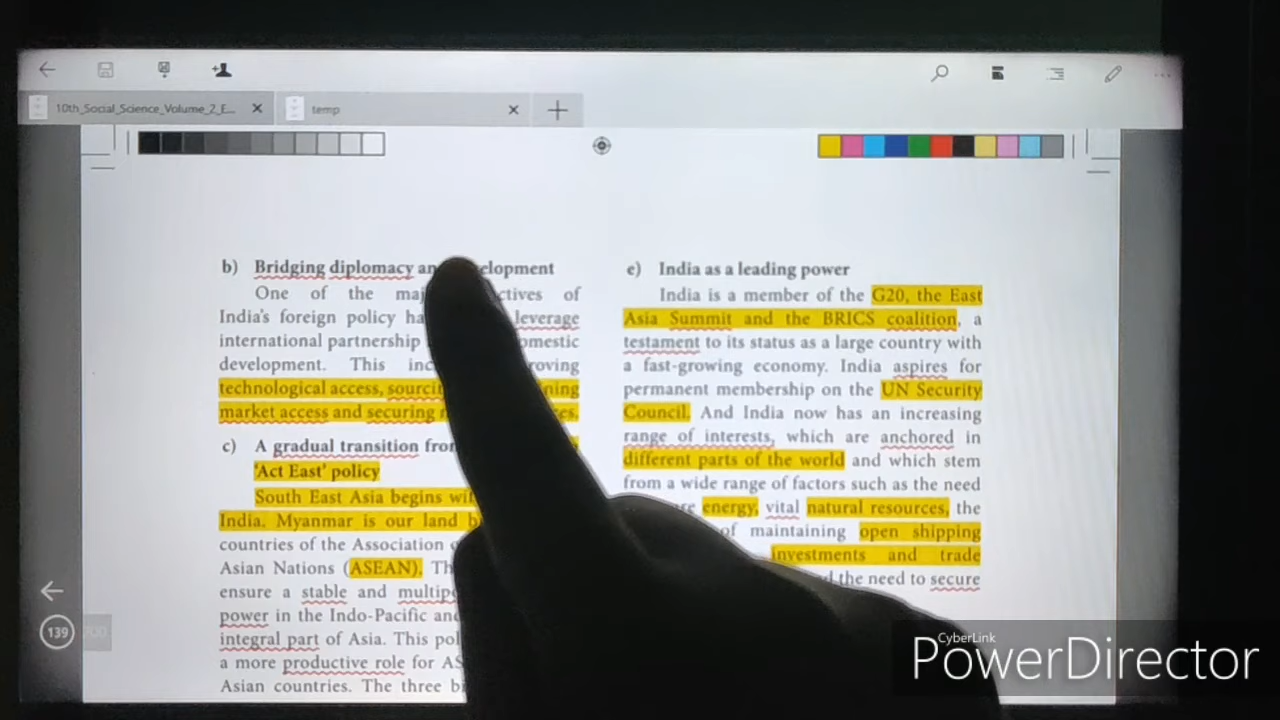 10th_Social_Science_Volume_2_E...
temp
b) Bridging diplomacy an elopment
One of the maj ctives of
India's foreign policy ha leverage
international partnership omestic
development. This inc roving
technological access, sourci ning
market access and securing es.
c) A gradual transition from
'Act East' policy
South East Asia begins wi
India. Myanmar is our land b
countries of the Association
Asian Nations (ASEAN). Th
ensure a stable and multipo
power in the Indo-Pacific and
integral part of Asia. This pol
a more productive role for AS
Asian countries. The three bi
e) India as a leading power
India is a member of the G20, the East
Asia Summit and the BRICS coalition, a
testament to its status as a large country with
a fast-growing economy. India aspires for
permanent membership on the UN Security
Council. And India now has an increasing
range of interests, which are anchored in
different parts of the world and which stem
from a wide range of factors such as the need
re energy, vital natural resources, the
of maintaining open shipping
investments and trade
d the need to secure
139
200
CyberLink
PowerDirector